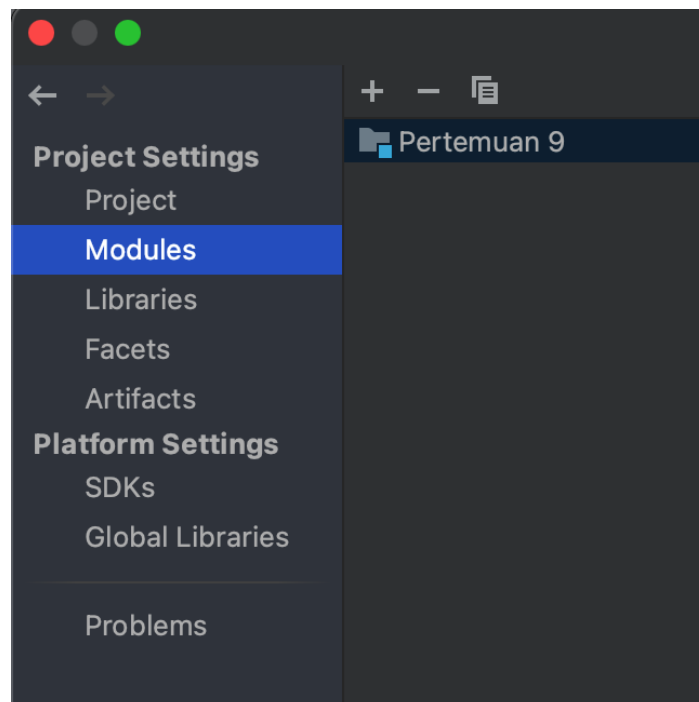 Project Settings
Project
Modules
Libraries
Facets
Artifacts
Platform Settings
SDKs
Global Libraries
Problems
Pertemuan 9